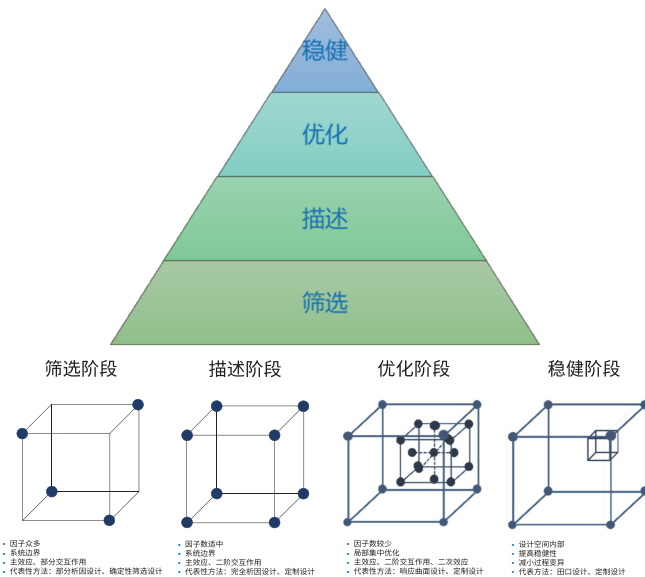 稳健
优化
描述
筛选
筛选阶段
描述阶段
优化阶段
稳健阶段
因子众多
系统边界
主效应、部分交互作用
代表性方法：部分析因设计、确定性筛选设计
因子数适中
系统边界
主效应、二阶交互作用
代表性方法：完全析因设计、定制设计
因子数较少
局部集中优化
主效应、二阶交互作用、二次效应
代表性方法：响应曲面设计、定制设计
设计空间内部
提高稳健性
减小过程变异
代表方法：田口设计、定制设计